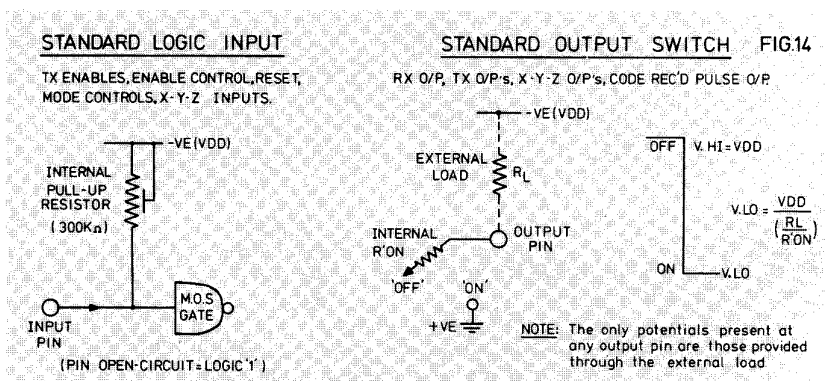 STANDARD LOGIC INPUT
TX ENABLES, ENABLE CONTROL, RESET,
MODE CONTROLS, X-Y-Z INPUTS.
-VE(VDD)
INTERNAL
PULL-UP
RESISTOR
(300KΩ)
M.O.S
GATE
INPUT
PIN
(PIN OPEN-CIRCUIT = LOGIC '1')
STANDARD OUTPUT SWITCH FIG.14
RX O/P, TX O/P's, X-Y-Z O/P's, CODE REC'D PULSE O/P.
-VE(VDD)
EXTERNAL
LOAD
RL
INTERNAL
R'ON
OUTPUT
PIN
'OFF' 'ON'
+VE
OFF V. HI = VDD
V.LO = VDD
(RL
R'ON)
ON V.LO
NOTE: The only potentials present at
any output pin are those provided
through the external load